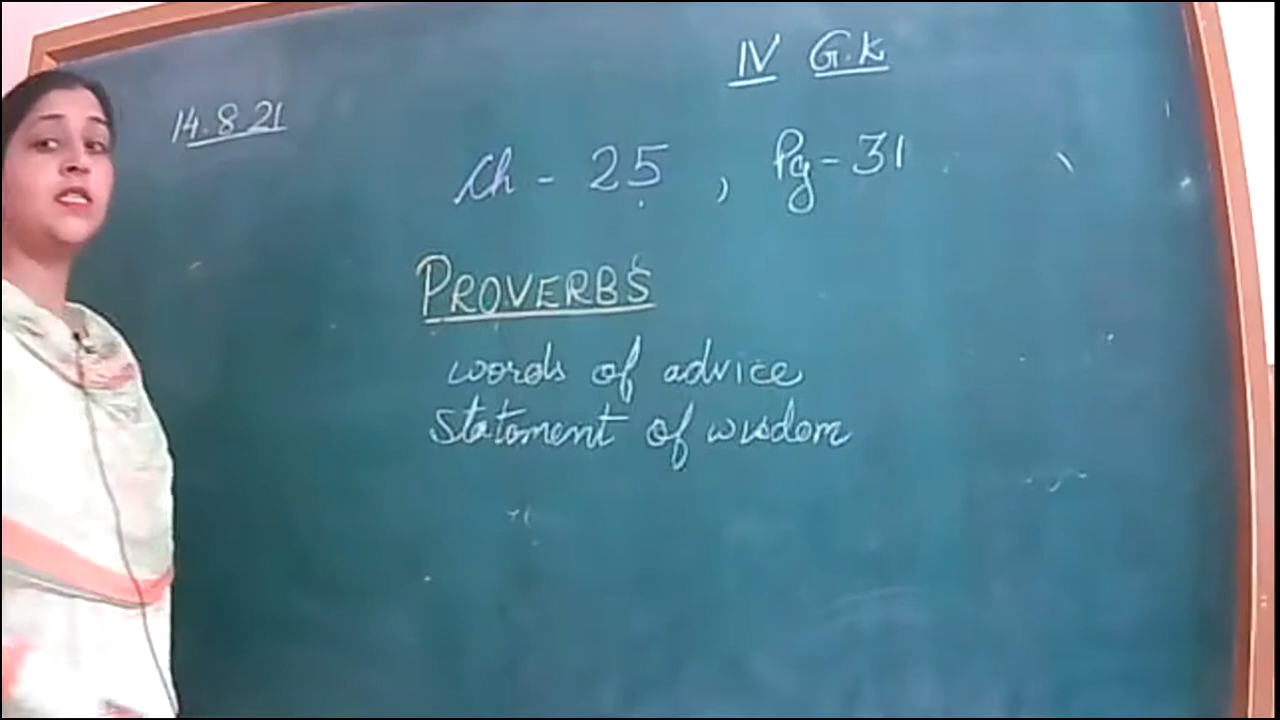 IV G.K
14.8.21
Ch - 25, Pg - 31
PROVERBS
words of advice
statement of wisdom